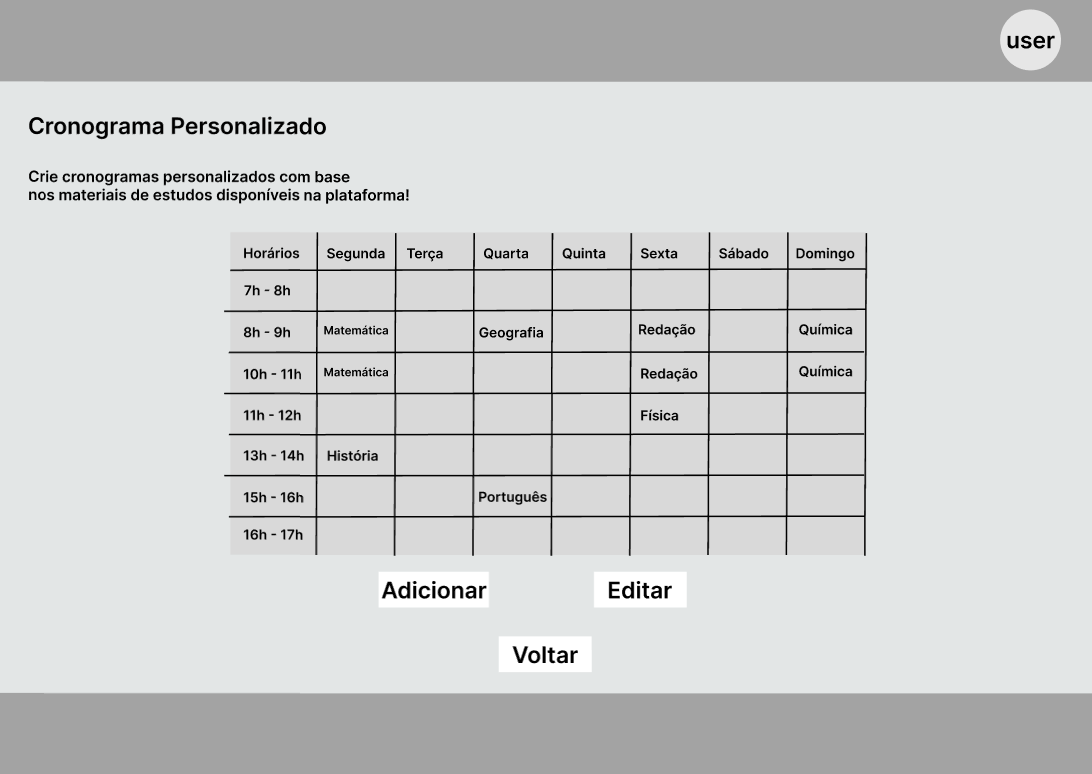 user
Cronograma Personalizado
Crie cronogramas personalizados com base
nos materiais de estudos disponíveis na plataforma!
Horários Segunda Terça Quarta Quinta Sexta Sábado Domingo
7h - 8h
8h - 9h Matemática Geografia Redação Química
10h - 11h Matemática Redação Química
11h - 12h Física
13h - 14h História
15h - 16h Português
16h - 17h
Adicionar Editar
Voltar